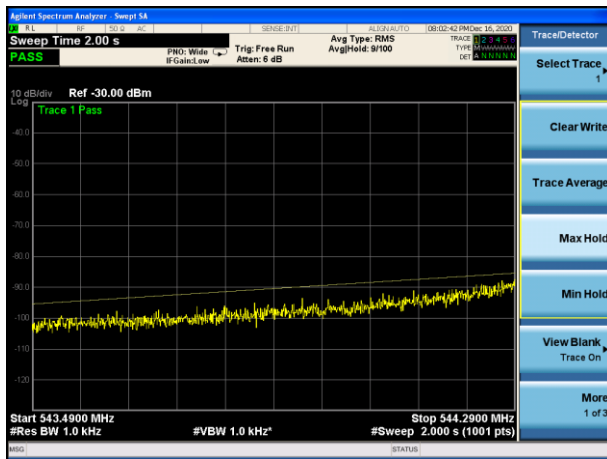 Agilent Spectrum Analyzer - Swept SA
RL RF 50 Ω AC SENSE:INT ALIGN AUTO 08:02:42 PM Dec 16, 2020
Sweep Time 2.00 s
PASS
PNO: Wide
IFGain:Low
Trig: Free Run
Atten: 6 dB
Avg Type: RMS
Avg|Hold: 9/100
TRACE 1 2 3 4 5 6
TYPE
DET A N N N N N
10 dB/div Ref -30.00 dBm
Log
Trace 1 Pass
-40.0
-50.0
-60.0
-70.0
-80.0
-90.0
-100
-110
-120
Start 543.4900 MHz
Stop 544.2900 MHz
#Res BW 1.0 kHz
#VBW 1.0 kHz*
#Sweep 2.000 s (1001 pts)
MSG
STATUS
Trace/Detector
Select Trace
1
Clear Write
Trace Average
Max Hold
Min Hold
View Blank
Trace On
More
1 of 3